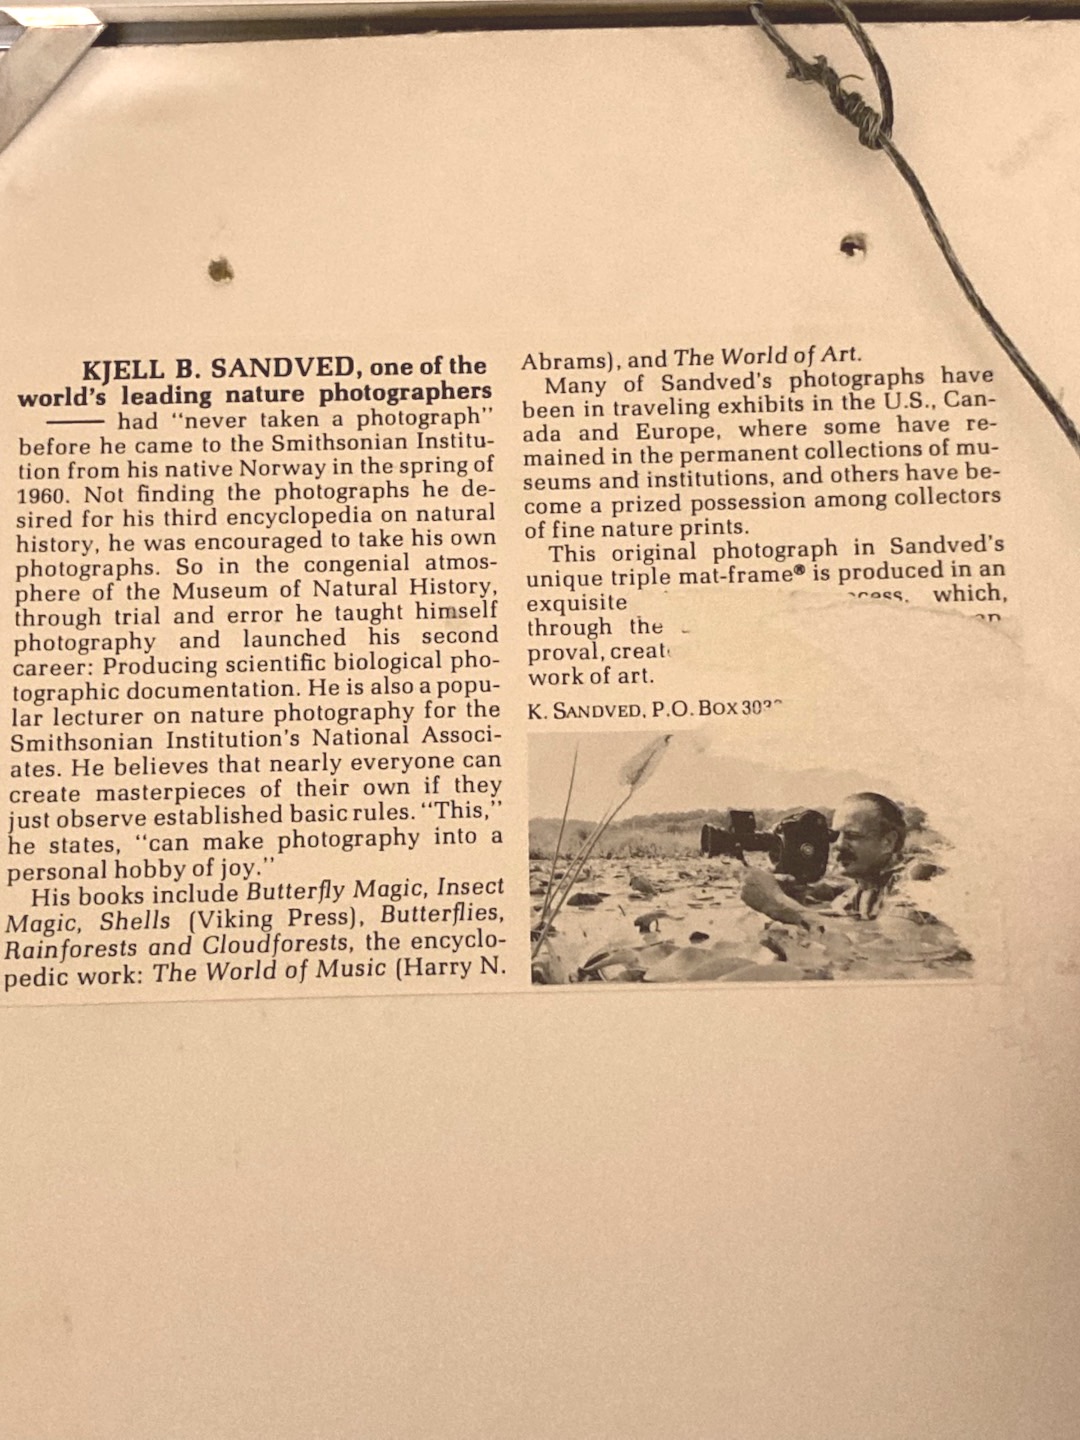 KJELL B. SANDVED, one of the
world's leading nature photographers
—— had “never taken a photograph”
before he came to the Smithsonian Institu-
tion from his native Norway in the spring of
1960. Not finding the photographs he de-
sired for his third encyclopedia on natural
history, he was encouraged to take his own
photographs. So in the congenial atmos-
phere of the Museum of Natural History,
through trial and error he taught himself
photography and launched his second
career: Producing scientific biological pho-
tographic documentation. He is also a popu-
lar lecturer on nature photography for the
Smithsonian Institution's National Associ-
ates. He believes that nearly everyone can
create masterpieces of their own if they
just observe established basic rules. “This,”
he states, “can make photography into a
personal hobby of joy.”
His books include Butterfly Magic, Insect
Magic, Shells (Viking Press), Butterflies,
Rainforests and Cloudforests, the encyclo-
pedic work: The World of Music (Harry N.
Abrams), and The World of Art.
Many of Sandved's photographs have
been in traveling exhibits in the U.S., Can-
ada and Europe, where some have re-
mained in the permanent collections of mu-
seums and institutions, and others have be-
come a prized possession among collectors
of fine nature prints.
This original photograph in Sandved's
unique triple mat-frame® is produced in an
exquisite which,
through the
proval, creat
work of art.
K. SANDVED, P.O. BOX 30